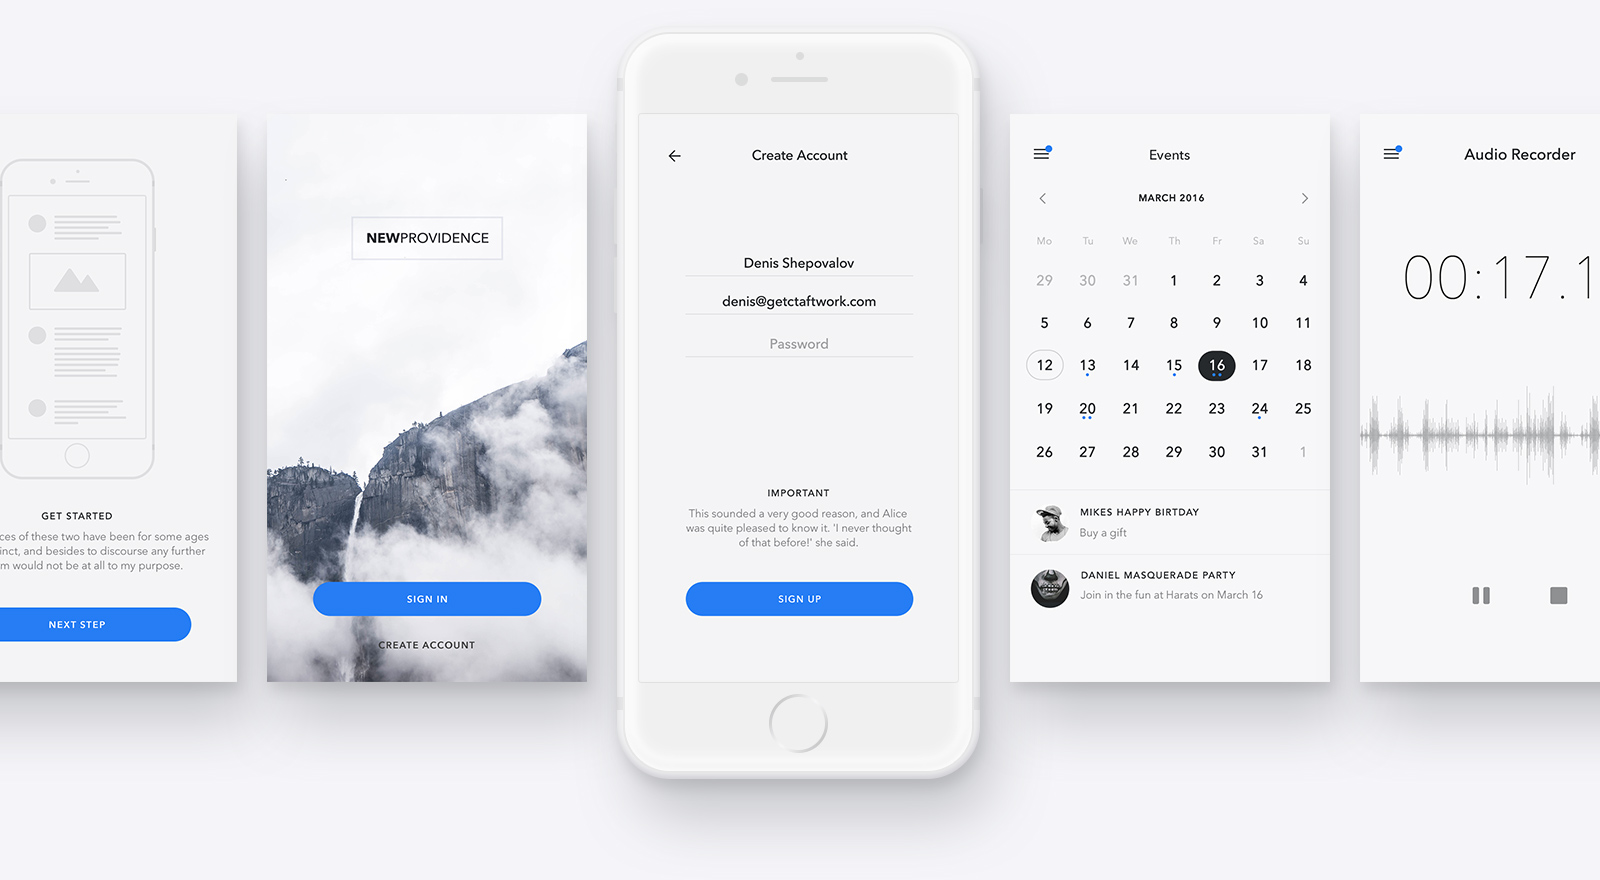 GET STARTED
ces of these two have been for some ages
inct, and besides to discourse any further
m would not be at all to my purpose.
NEXT STEP
NEWPROVIDENCE
SIGN IN
CREATE ACCOUNT
Create Account
Denis Shepovalov
denis@getctaftwork.com
Password
IMPORTANT
This sounded a very good reason, and Alice
was quite pleased to know it. 'I never thought
of that before!' she said.
SIGN UP
Events
MARCH 2016
Mo Tu We Th Fr Sa Su
29 30 31 1 2 3 4
5 6 7 8 9 10 11
12 13 14 15 16 17 18
19 20 21 22 23 24 25
26 27 28 29 30 31 1
MIKES HAPPY BIRTDAY
Buy a gift
DANIEL MASQUERADE PARTY
Join in the fun at Harats on March 16
Audio Recorder
00:17.1